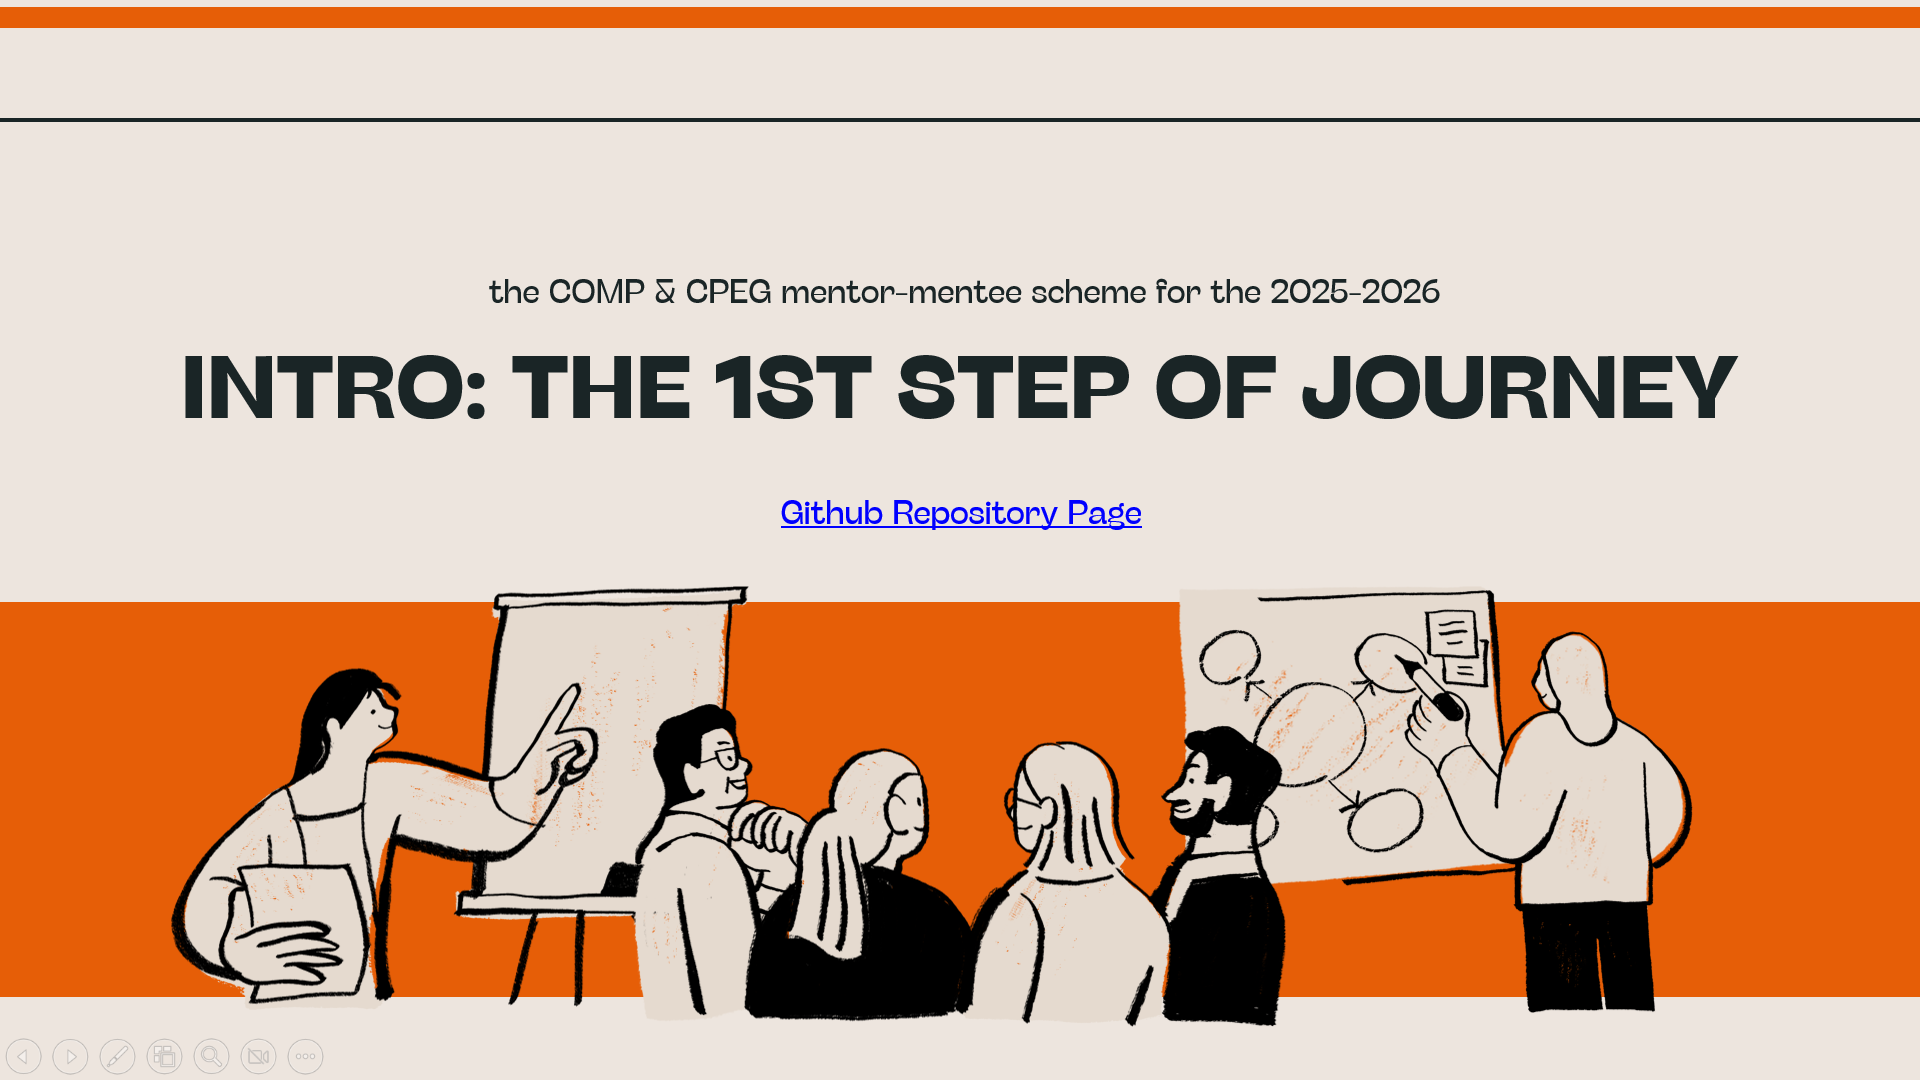 the COMP & CPEG mentor-mentee scheme for the 2025-2026
INTRO: THE 1ST STEP OF JOURNEY
Github Repository Page